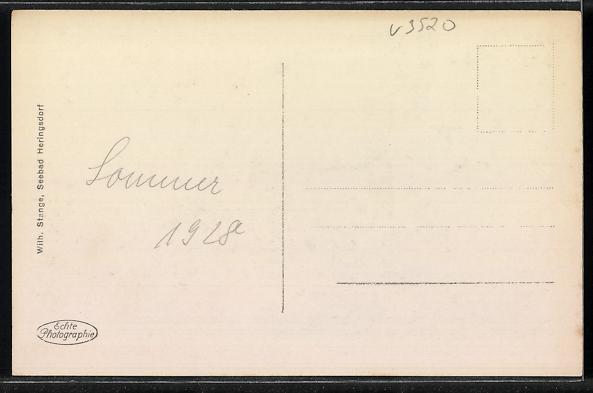 v3520
Wilh. Stange, Seebad Heringsdorf
Sommer
1928
Echte
Photographie